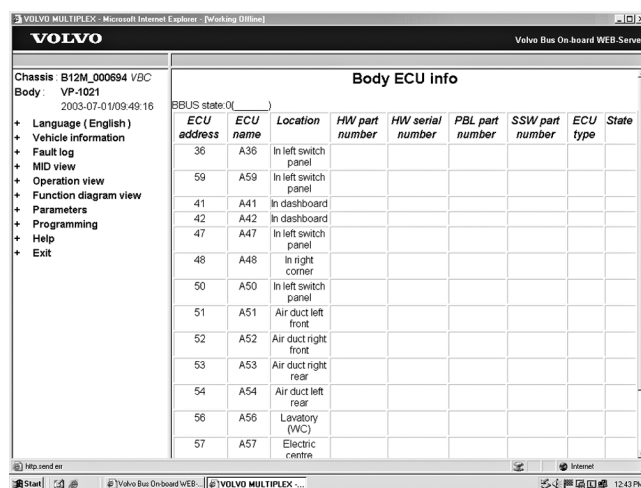 VOLVO MULTIPLEX - Microsoft Internet Explorer - [Working Offline]
VOLVO
Volvo Bus On-board WEB-Serve
Chassis : B12M_000694 VBC
Body : VP-1021
2003-07-01/09:49:16
+ Language ( English )
+ Vehicle information
+ Fault log
+ MID view
+ Operation view
+ Function diagram view
+ Parameters
+ Programming
+ Help
+ Exit
Body ECU info
BBUS state:0(______)
ECU address ECU name Location HW part number HW serial number PBL part number SSW part number ECU type State
36 A36 In left switch panel
59 A59 In left switch panel
41 A41 In dashboard
42 A42 In dashboard
47 A47 In left switch panel
48 A48 In right corner
50 A50 In left switch panel
51 A51 Air duct left front
52 A52 Air duct right front
53 A53 Air duct right rear
54 A54 Air duct left rear
56 A56 Lavatory (WC)
57 A57 Electric centre
http.send err
Internet
Start
Volvo Bus On-board WEB-...
VOLVO MULTIPLEX -...
12:43 PM